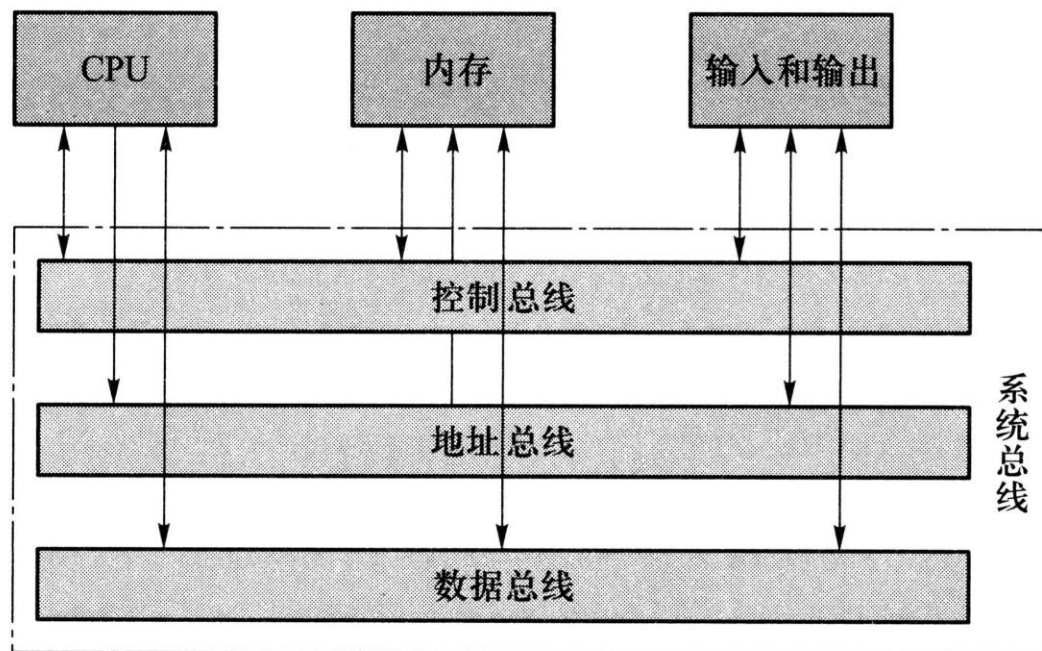 CPU
内存
输入和输出
控制总线
地址总线
数据总线
系统总线